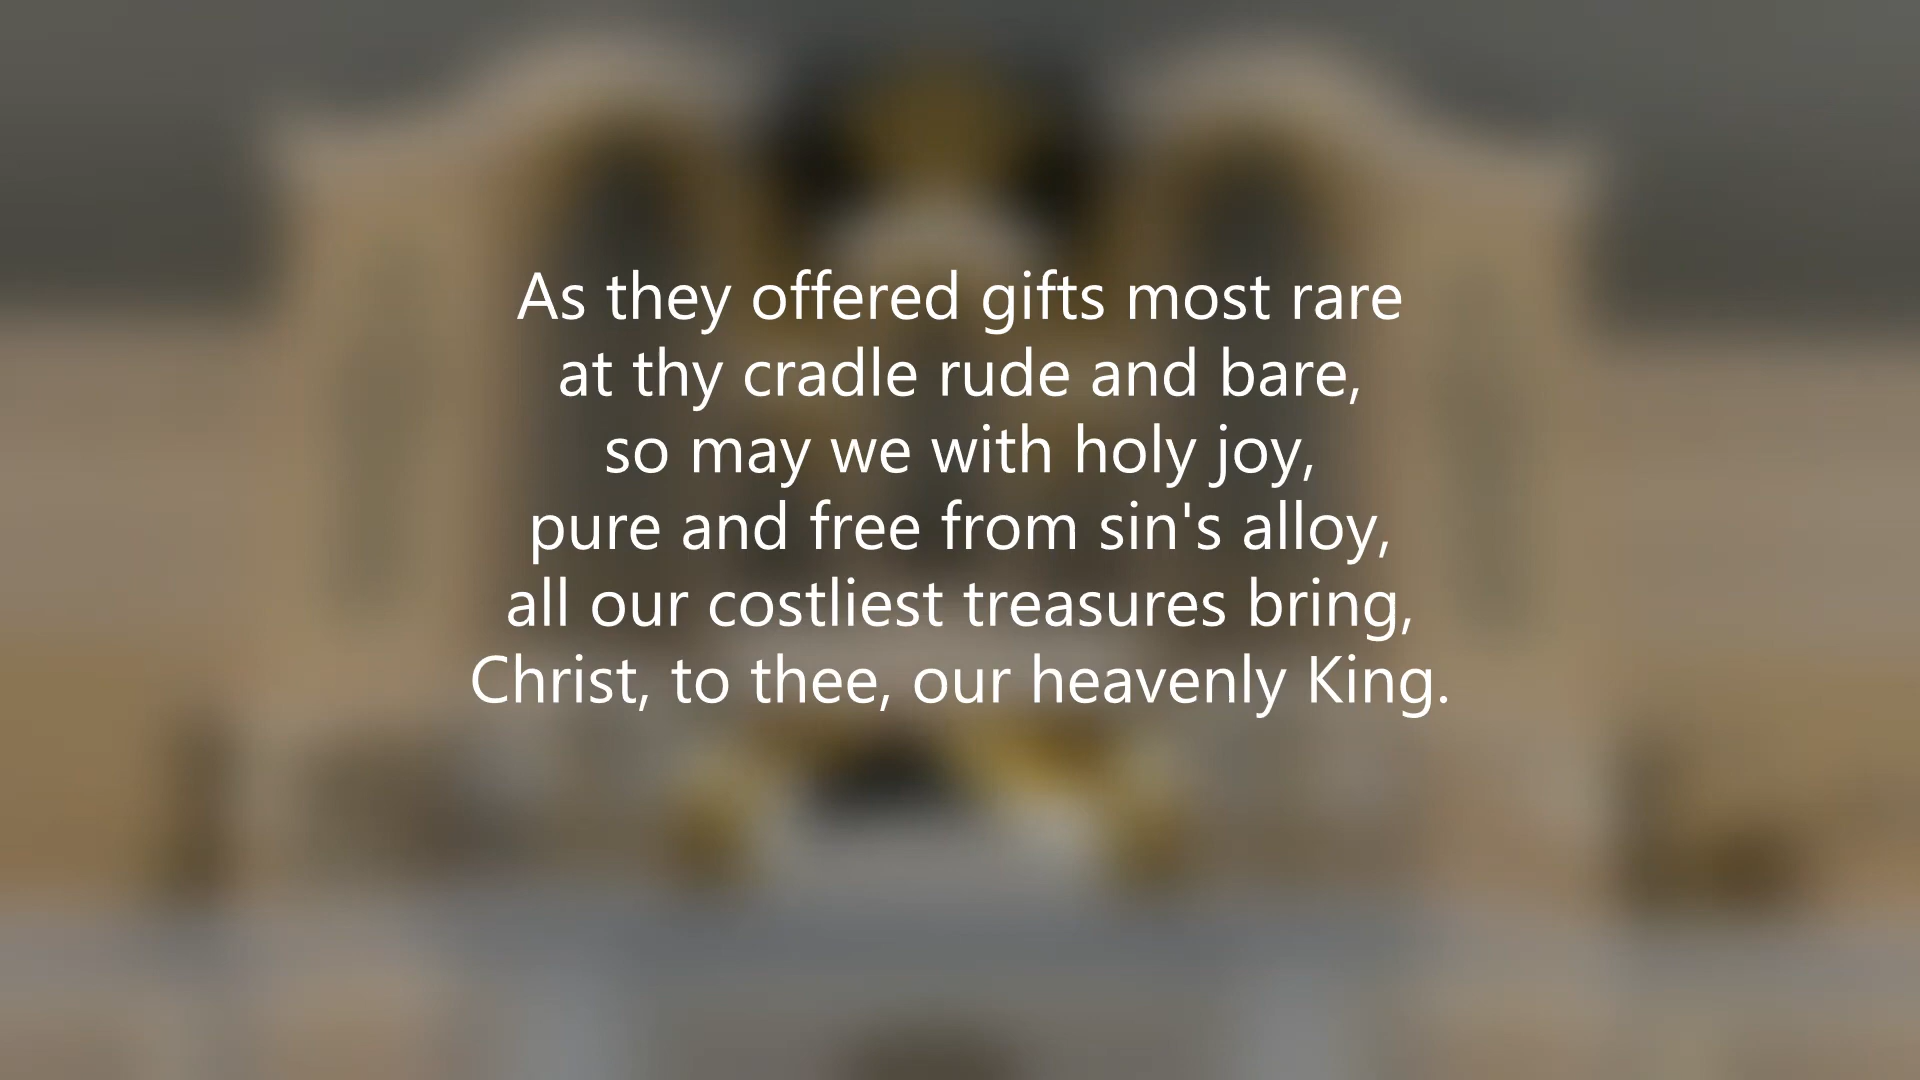 As they offered gifts most rare
at thy cradle rude and bare,
so may we with holy joy,
pure and free from sin's alloy,
all our costliest treasures bring,
Christ, to thee, our heavenly King.